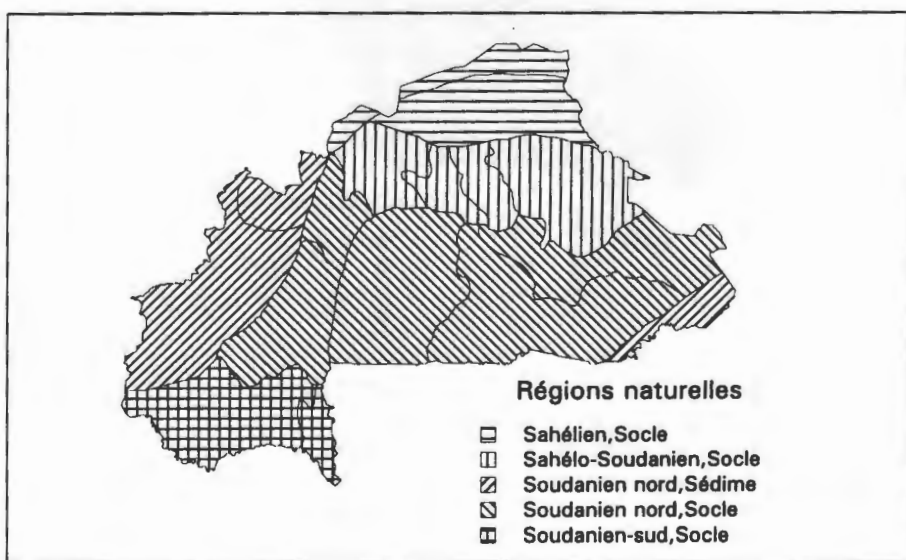 Régions naturelles
Sahélien,Socle
Sahélo-Soudanien,Socle
Soudanien nord,Sédime
Soudanien nord,Socle
Soudanien-sud,Socle